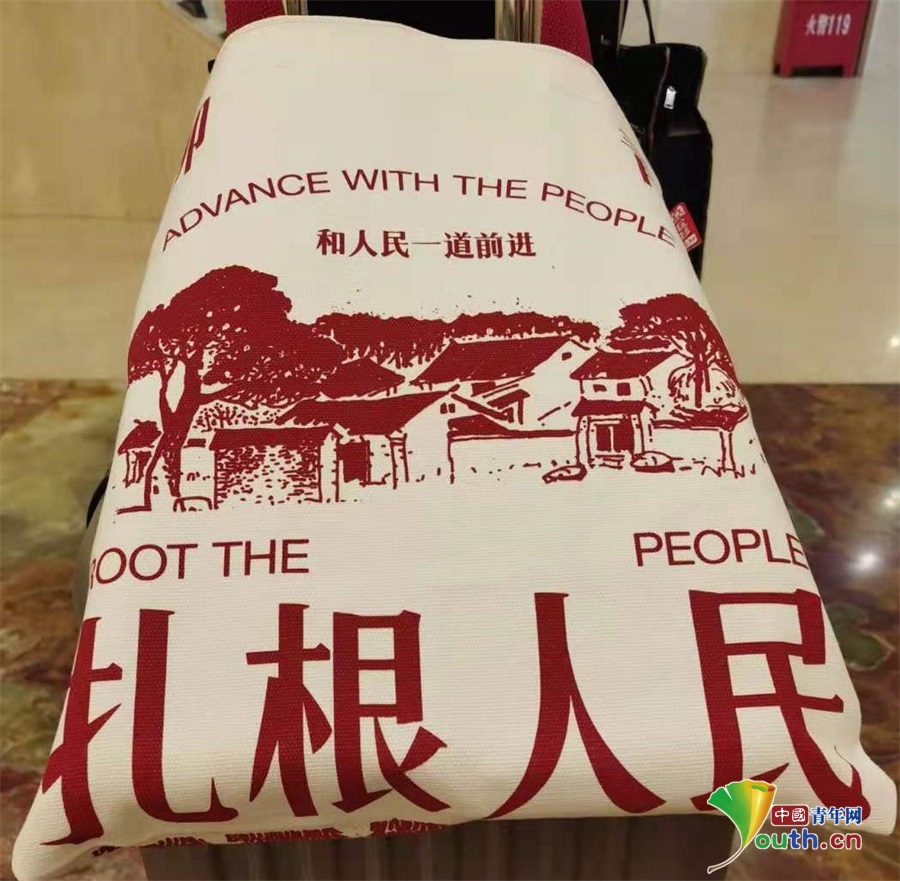 火警119
ADVANCE WITH THE PEOPLE
和人民一道前进
ROOT THE PEOPLE
扎根人民
中國青年网
Youth.cn